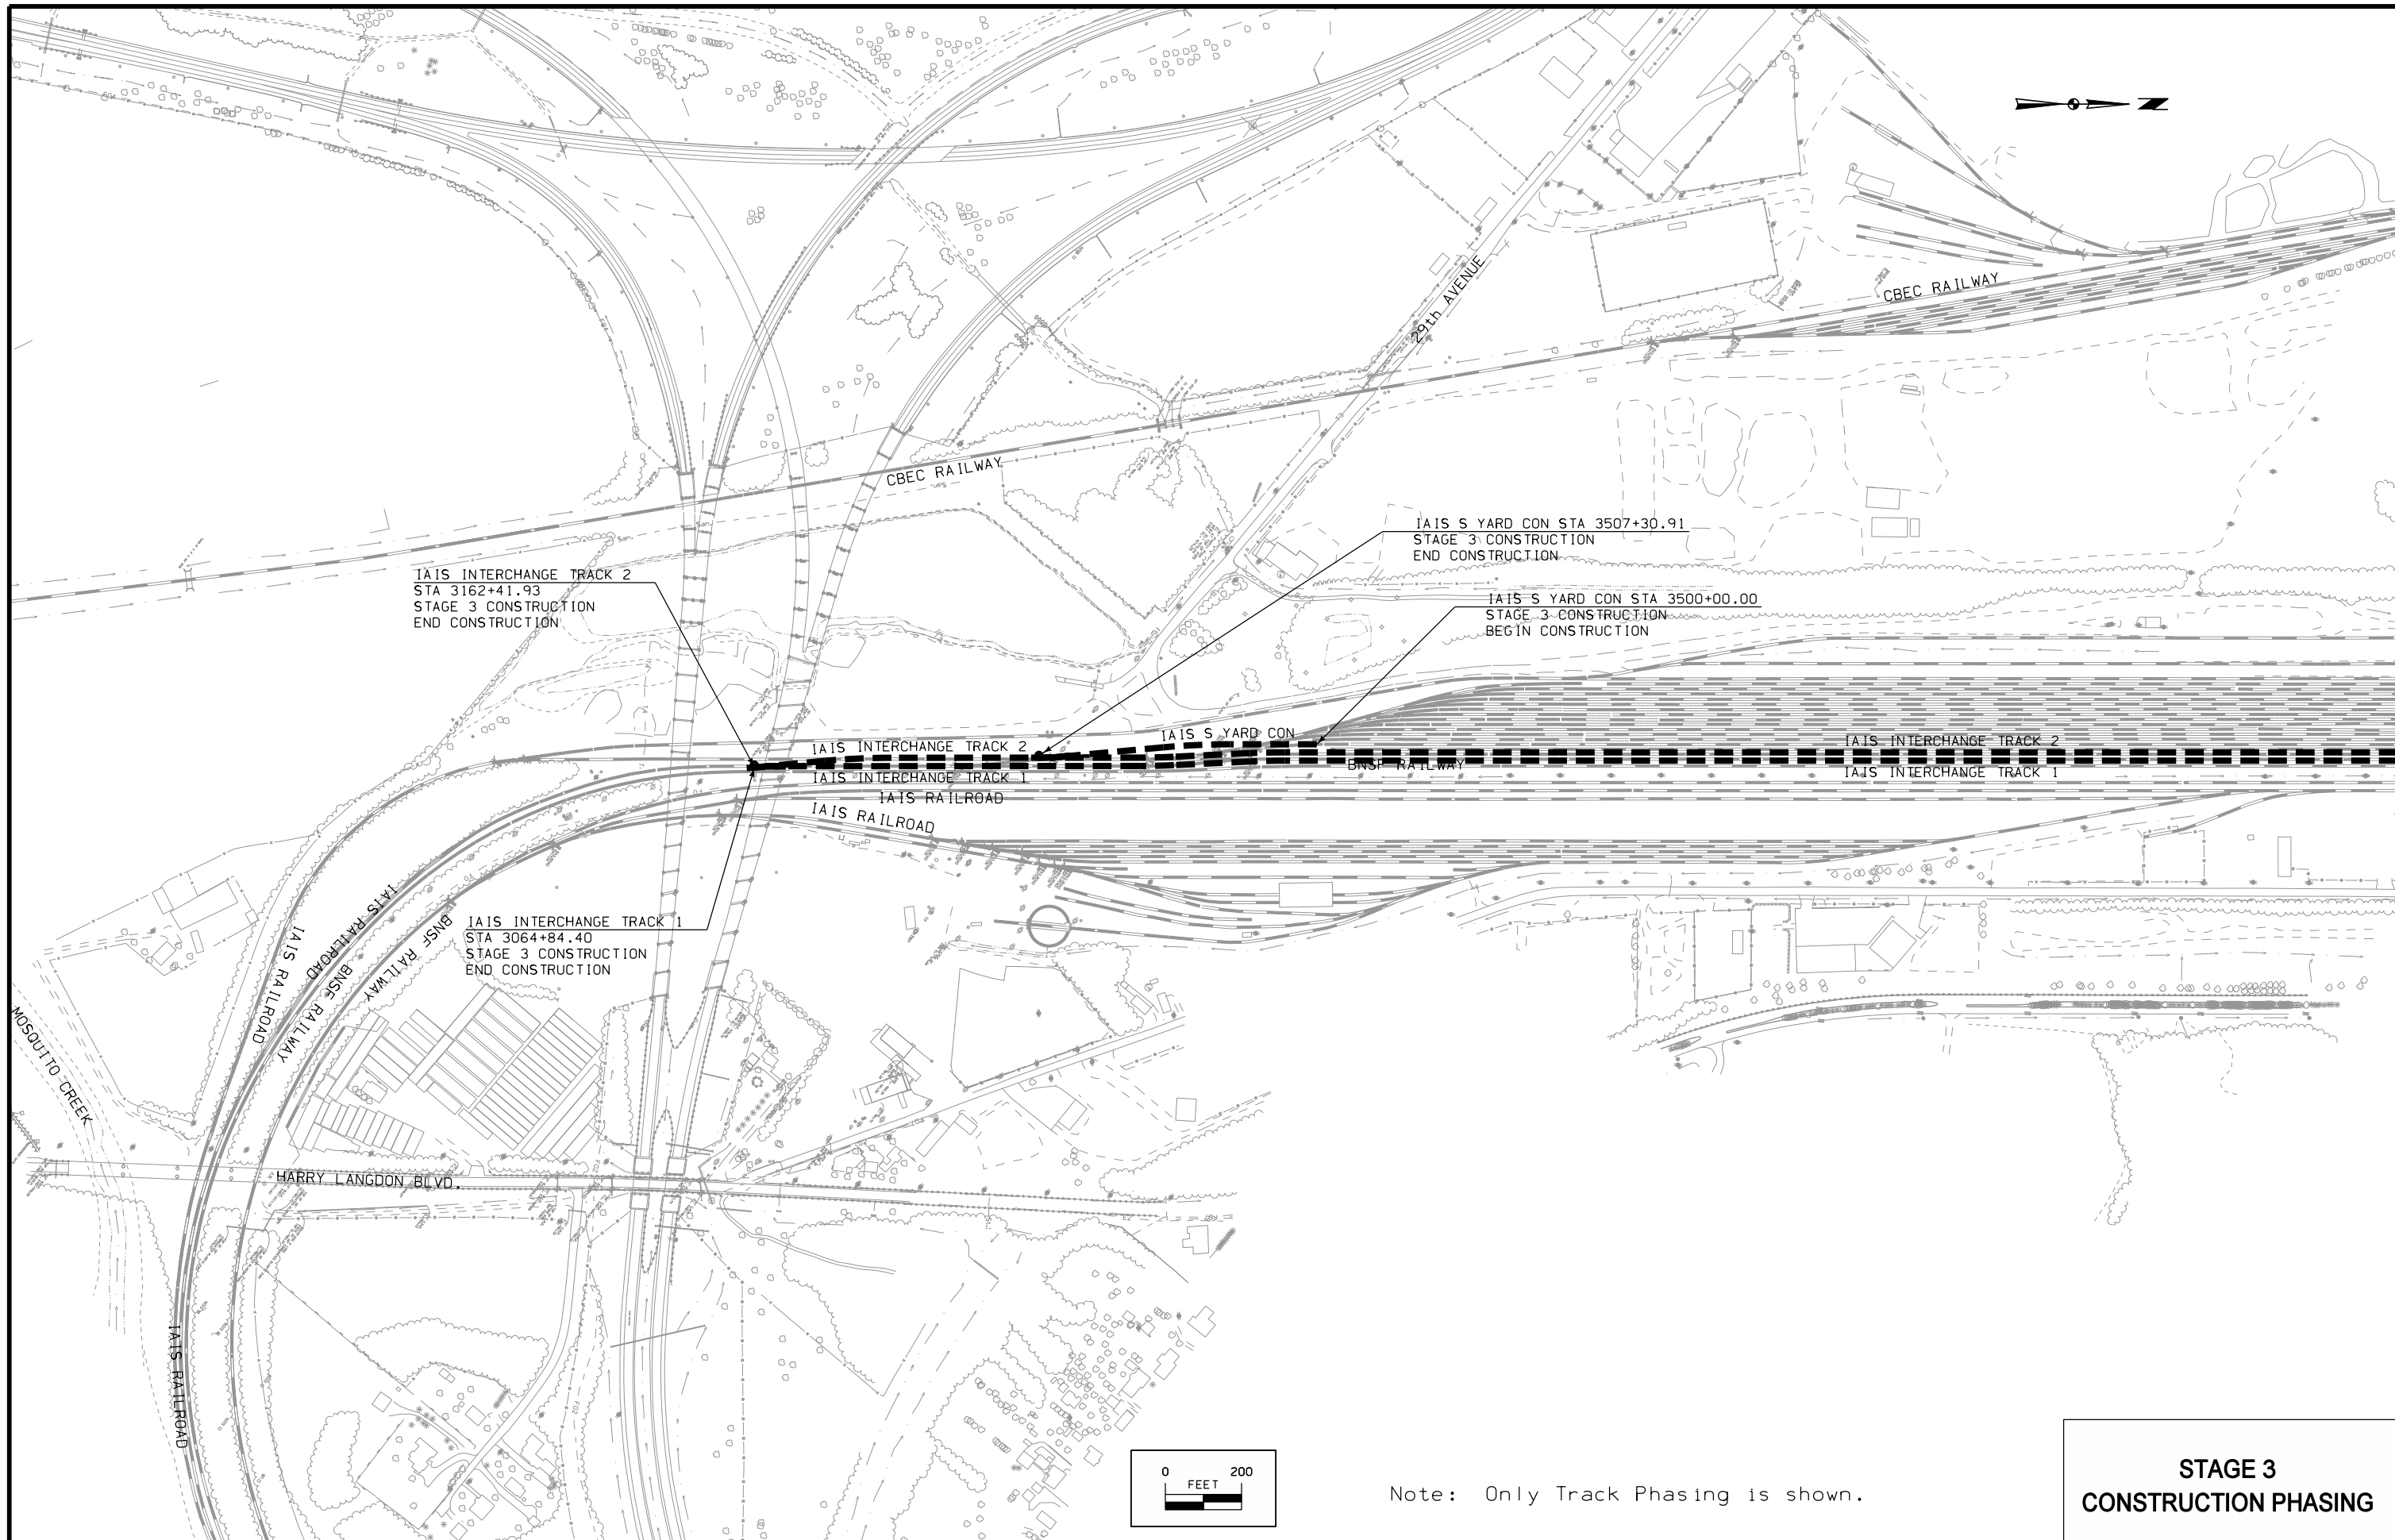 29th AVENUE
CBEC RAILWAY
CBEC RAILWAY
IAIS S YARD CON STA 3507+30.91
STAGE 3 CONSTRUCTION
END CONSTRUCTION
IAIS INTERCHANGE TRACK 2
STA 3162+41.93
STAGE 3 CONSTRUCTION
END CONSTRUCTION
IAIS S YARD CON STA 3500+00.00
STAGE 3 CONSTRUCTION
BEGIN CONSTRUCTION
IAIS S YARD CON
IAIS INTERCHANGE TRACK 2
IAIS INTERCHANGE TRACK 2
BNSF RAILWAY
IAIS INTERCHANGE TRACK 1
IAIS INTERCHANGE TRACK 1
IAIS RAILROAD
IAIS RAILROAD
IAIS RAILROAD
BNSF RAILWAY
IAIS RAILROAD
BNSF RAILWAY
IAIS INTERCHANGE TRACK 1
STA 3064+84.40
STAGE 3 CONSTRUCTION
END CONSTRUCTION
MOSQUITO CREEK
HARRY LANGDON BLVD.
IAIS RAILROAD
0 200
FEET
Note: Only Track Phasing is shown.
STAGE 3
CONSTRUCTION PHASING